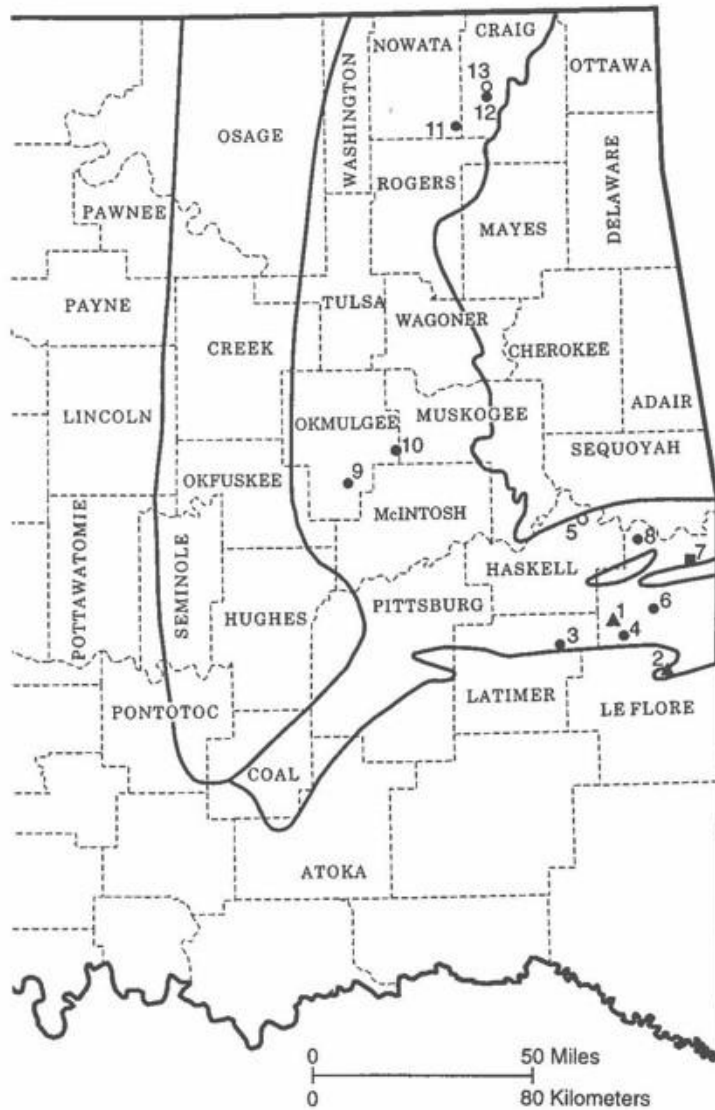 CRAIG
NOWATA
OTTAWA
13
12
11
WASHINGTON
OSAGE
DELAWARE
ROGERS
PAWNEE
MAYES
PAYNE
TULSA
WAGONER
CREEK
CHEROKEE
LINCOLN
OKMULGEE
MUSKOGEE
ADAIR
10
SEQUOYAH
9
OKFUSKEE
McINTOSH
5
8
7
HASKELL
POTTAWATOMIE
SEMINOLE
HUGHES
PITTSBURG
1
6
4
3
2
LATIMER
LE FLORE
PONTOTOC
COAL
ATOKA
0 50 Miles
0 80 Kilometers